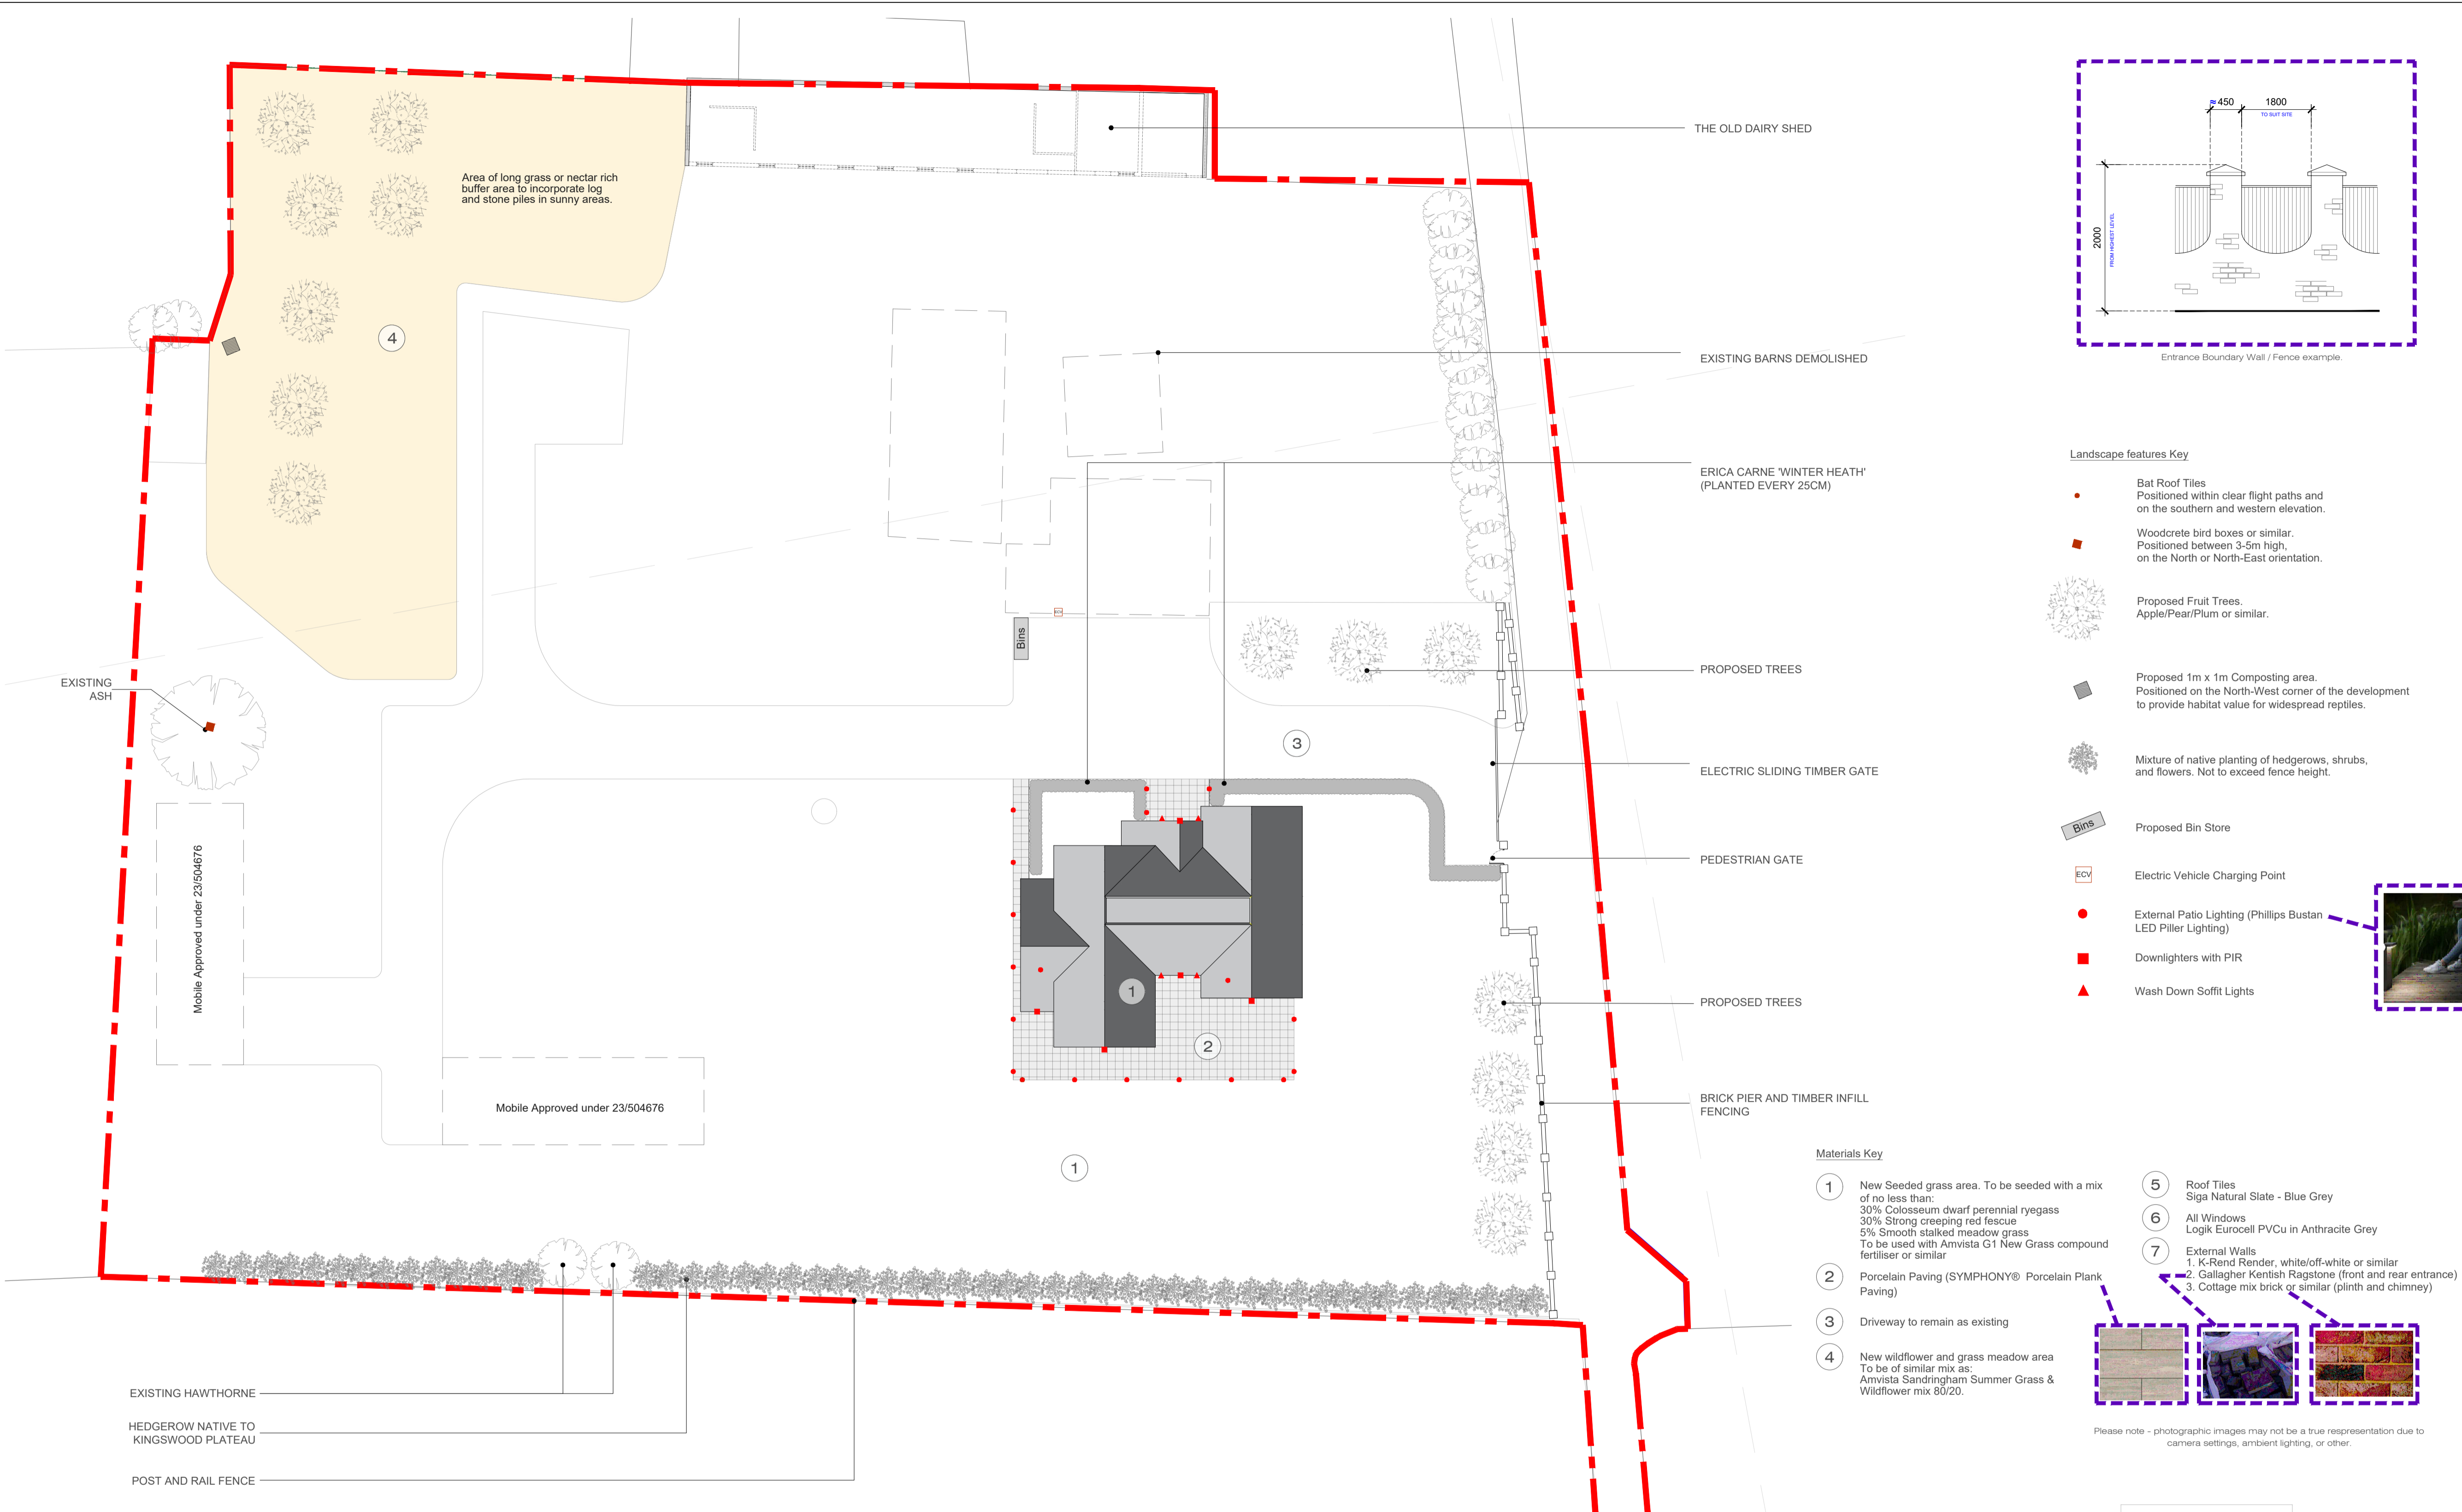 Area of long grass or nectar rich
buffer area to incorporate log
and stone piles in sunny areas.
4
THE OLD DAIRY SHED
EXISTING BARNS DEMOLISHED
ERICA CARNE 'WINTER HEATH'
(PLANTED EVERY 25CM)
ECV
Bins
PROPOSED TREES
3
ELECTRIC SLIDING TIMBER GATE
PEDESTRIAN GATE
EXISTING
ASH
Mobile Approved under 23/504676
Mobile Approved under 23/504676
1
2
PROPOSED TREES
BRICK PIER AND TIMBER INFILL
FENCING
1
EXISTING HAWTHORNE
HEDGEROW NATIVE TO
KINGSWOOD PLATEAU
POST AND RAIL FENCE
≈450
1800
TO SUIT SITE
2000
FROM HIGHEST LEVEL
Entrance Boundary Wall / Fence example.
Landscape features Key
Bat Roof Tiles
Positioned within clear flight paths and
on the southern and western elevation.
Woodcrete bird boxes or similar.
Positioned between 3-5m high,
on the North or North-East orientation.
Proposed Fruit Trees.
Apple/Pear/Plum or similar.
Proposed 1m x 1m Composting area.
Positioned on the North-West corner of the development
to provide habitat value for widespread reptiles.
Mixture of native planting of hedgerows, shrubs,
and flowers. Not to exceed fence height.
Bins
Proposed Bin Store
ECV
Electric Vehicle Charging Point
External Patio Lighting (Phillips Bustan
LED Piller Lighting)
Downlighters with PIR
Wash Down Soffit Lights
Materials Key
1
New Seeded grass area. To be seeded with a mix
of no less than:
30% Colosseum dwarf perennial ryegass
30% Strong creeping red fescue
5% Smooth stalked meadow grass
To be used with Amvista G1 New Grass compound
fertiliser or similar
2
Porcelain Paving (SYMPHONY® Porcelain Plank
Paving)
3
Driveway to remain as existing
4
New wildflower and grass meadow area
To be of similar mix as:
Amvista Sandringham Summer Grass &
Wildflower mix 80/20.
5
Roof Tiles
Siga Natural Slate - Blue Grey
6
All Windows
Logik Eurocell PVCu in Anthracite Grey
7
External Walls
1. K-Rend Render, white/off-white or similar
2. Gallagher Kentish Ragstone (front and rear entrance)
3. Cottage mix brick or similar (plinth and chimney)
Please note - photographic images may not be a true respresentation due to
camera settings, ambient lighting, or other.